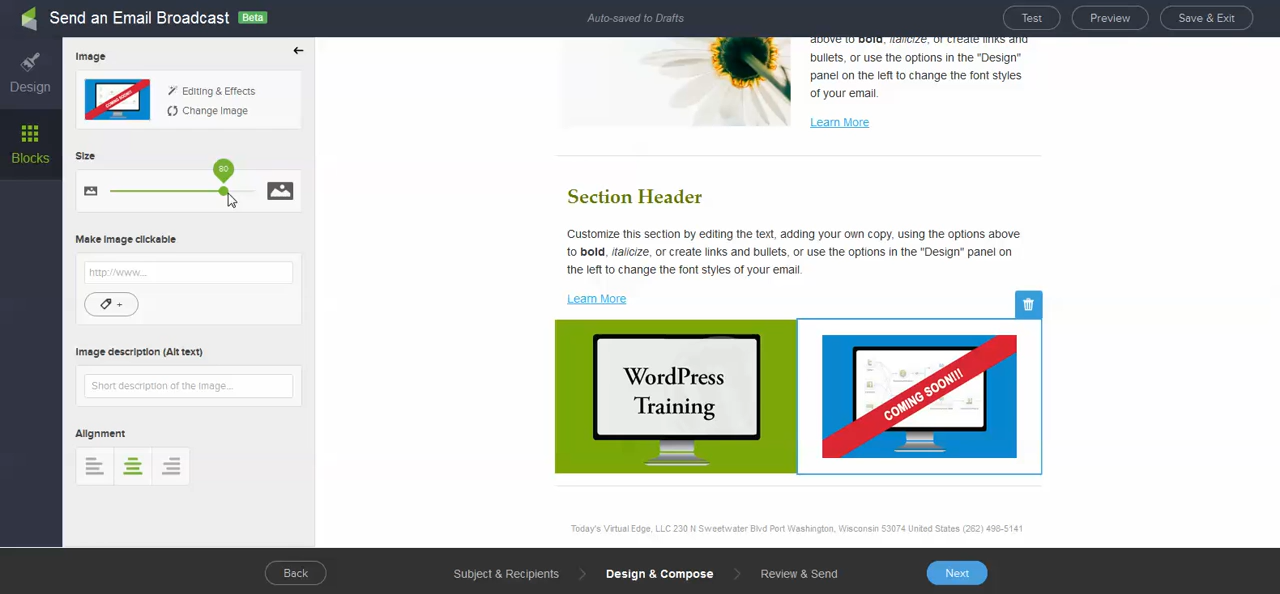 Send an Email Broadcast Beta
Auto-saved to Drafts
Test
Preview
Save & Exit
Design
Blocks
Image
COMING SOON!!!
Editing & Effects
Change Image
Size
80
Make image clickable
http://www...
+
Image description (Alt text)
Short description of the image...
Alignment
above to bold, italicize, or create links and
bullets, or use the options in the "Design"
panel on the left to change the font styles
of your email.
Learn More
Section Header
Customize this section by editing the text, adding your own copy, using the options above
to bold, italicize, or create links and bullets, or use the options in the "Design" panel on
the left to change the font styles of your email.
Learn More
WordPress
Training
COMING SOON!!!
Today's Virtual Edge, LLC 230 N Sweetwater Blvd Port Washington, Wisconsin 53074 United States (262) 498-5141
Back
Subject & Recipients
Design & Compose
Review & Send
Next